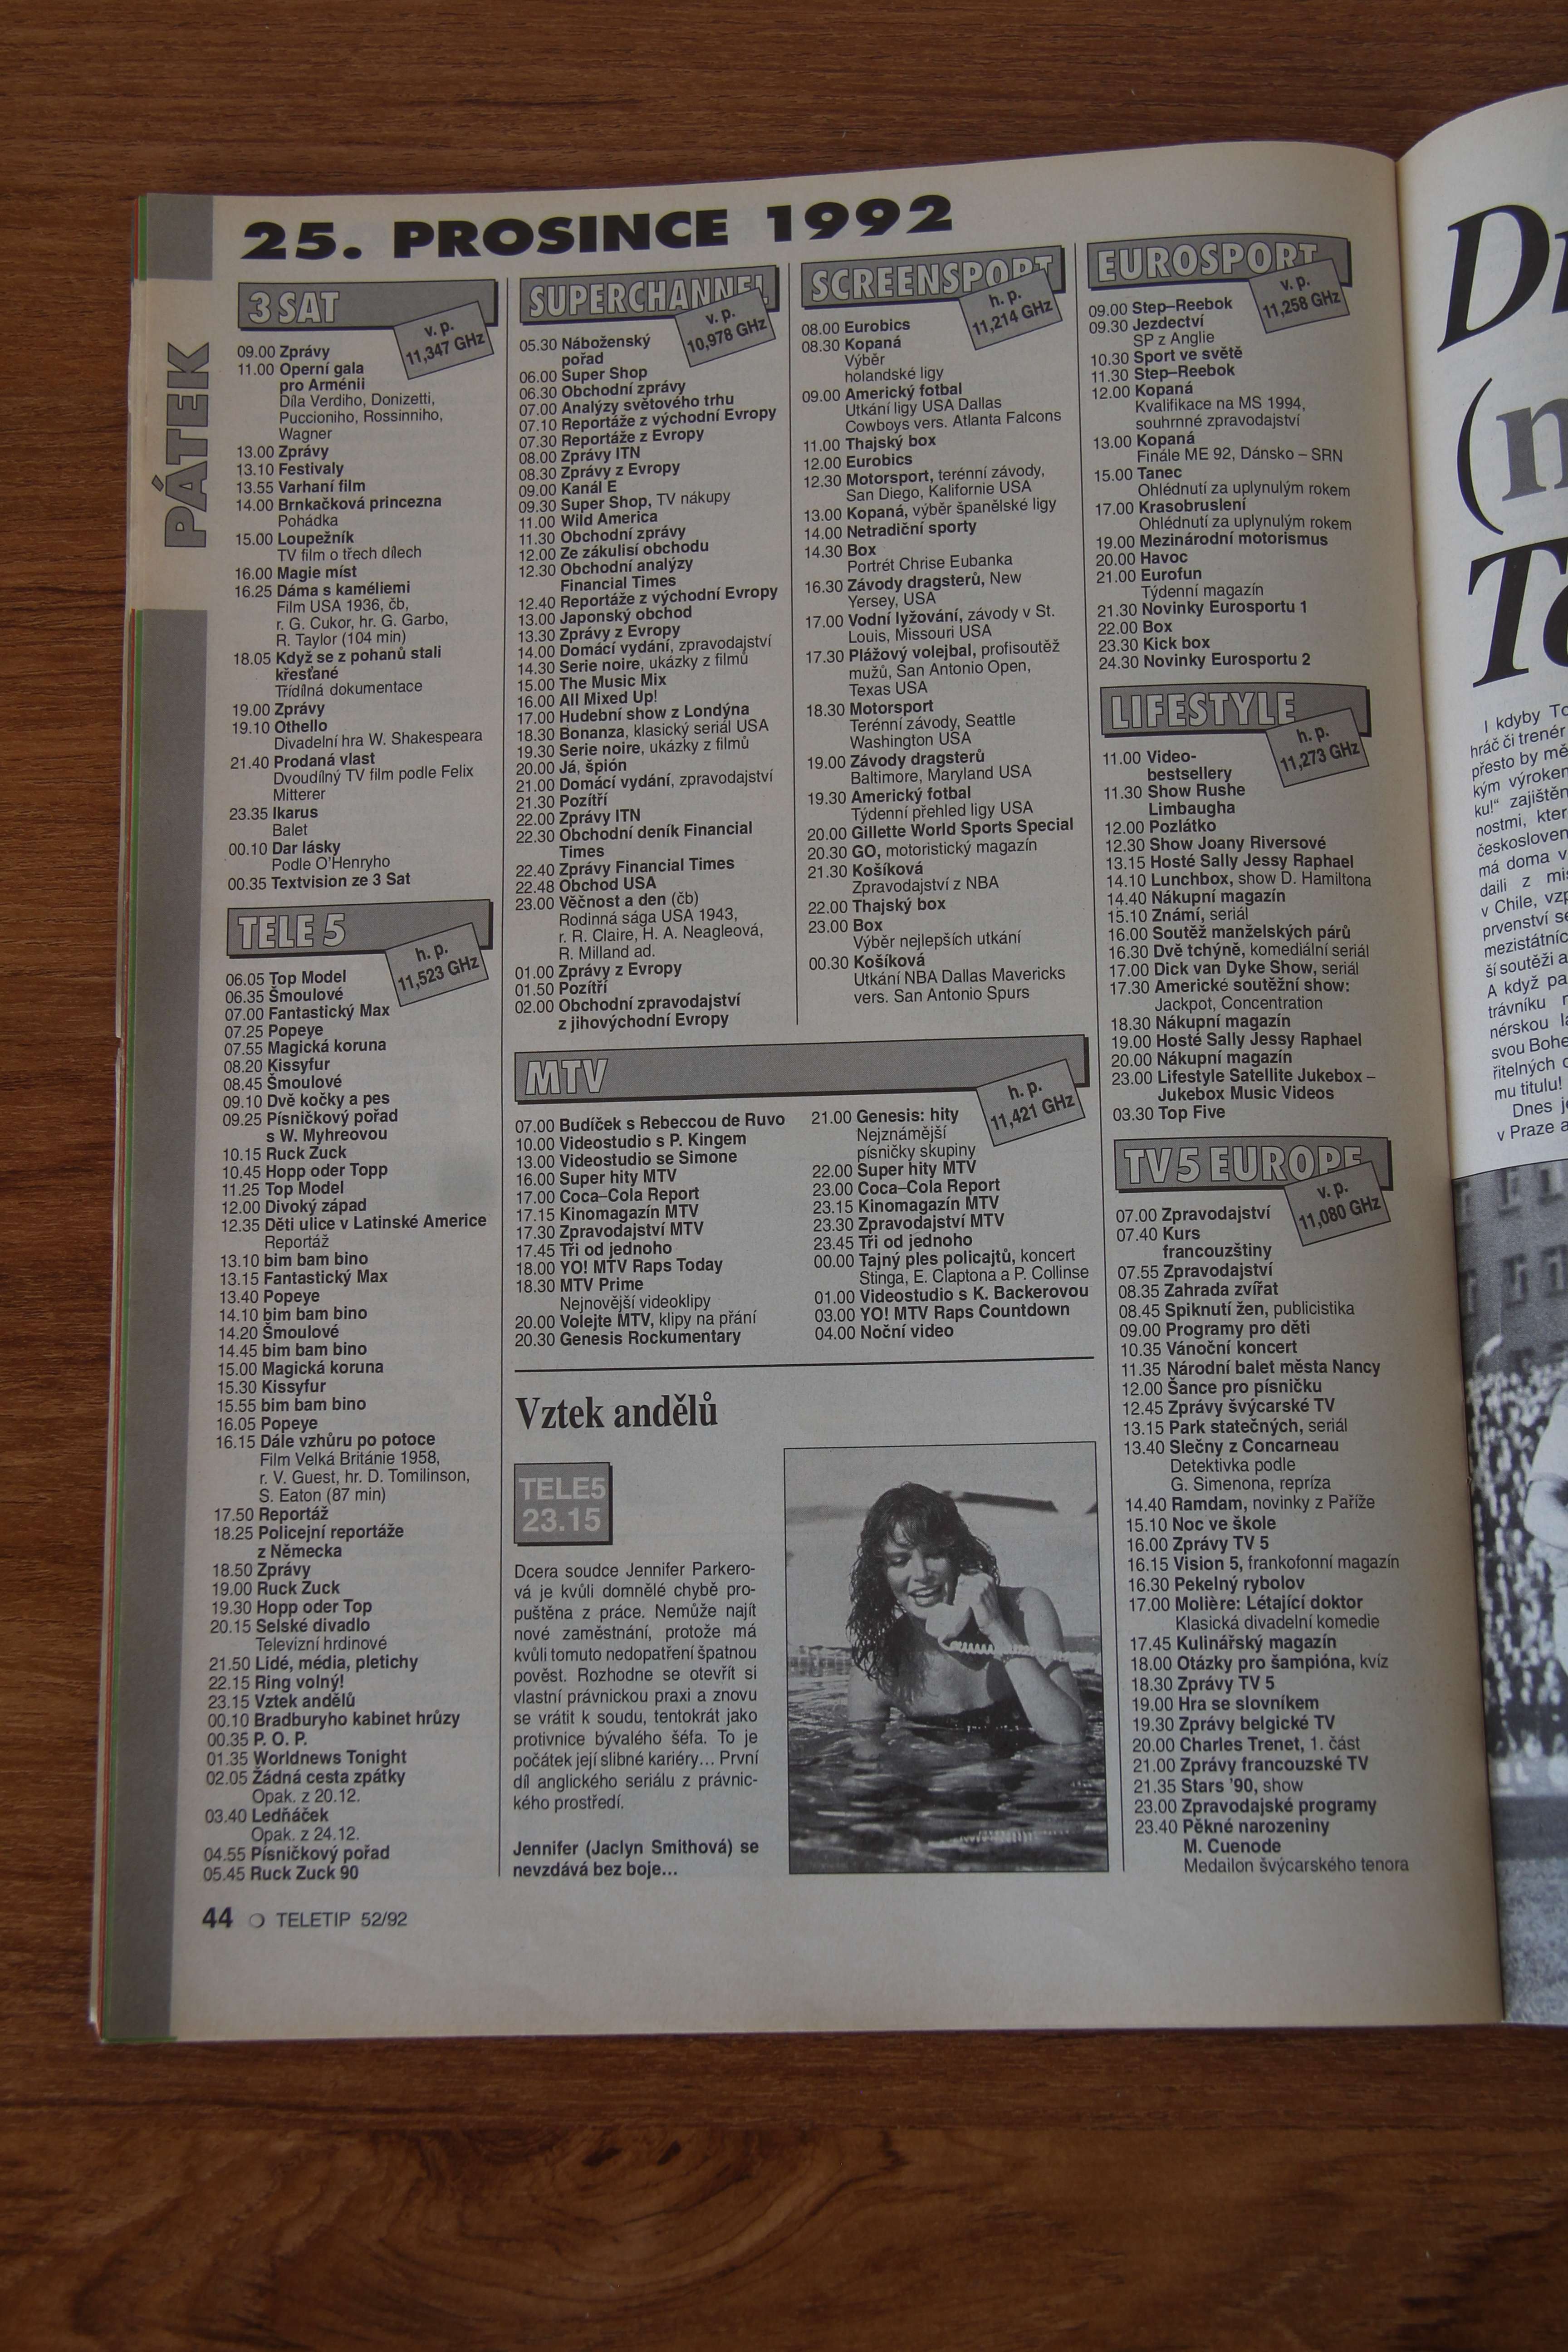 25. PROSINCE 1992
PÁTEK
3 SAT
v. p.
11,347 GHz
09.00 Zprávy
11.00 Operní gala
pro Arménii
Díla Verdiho, Donizetti,
Puccioniho, Rossinniho,
Wagner
13.00 Zprávy
13.10 Festivaly
13.55 Varhaní film
14.00 Brnkačková princezna
Pohádka
15.00 Loupežník
TV film o třech dílech
16.00 Magie míst
16.25 Dáma s kaméliemi
Film USA 1936, čb,
r. G. Cukor, hr. G. Garbo,
R. Taylor (104 min)
18.05 Když se z pohanů stali
křesťané
Třídílná dokumentace
19.00 Zprávy
19.10 Othello
Divadelní hra W. Shakespeara
21.40 Prodaná vlast
Dvoudílný TV film podle Felix
Mitterer
23.35 Ikarus
Balet
00.10 Dar lásky
Podle O'Henryho
00.35 Textvision ze 3 Sat
TELE 5
h. p.
11,523 GHz
06.05 Top Model
06.35 Šmoulové
07.00 Fantastický Max
07.25 Popeye
07.55 Magická koruna
08.20 Kissyfur
08.45 Šmoulové
09.10 Dvě kočky a pes
09.25 Písničkový pořad
s W. Myhreovou
10.15 Ruck Zuck
10.45 Hopp oder Topp
11.25 Top Model
12.00 Divoký západ
12.35 Děti ulice v Latinské Americe
Reportáž
13.10 bim bam bino
13.15 Fantastický Max
13.40 Popeye
14.10 bim bam bino
14.20 Šmoulové
14.45 bim bam bino
15.00 Magická koruna
15.30 Kissyfur
15.55 bim bam bino
16.05 Popeye
16.15 Dále vzhůru po potoce
Film Velká Británie 1958,
r. V. Guest, hr. D. Tomilinson,
S. Eaton (87 min)
17.50 Reportáž
18.25 Policejní reportáže
z Německa
18.50 Zprávy
19.00 Ruck Zuck
19.30 Hopp oder Top
20.15 Selské divadlo
Televizní hrdinové
21.50 Lidé, média, pletichy
22.15 Ring volný!
23.15 Vztek andělů
00.10 Bradburyho kabinet hrůzy
00.35 P. O. P.
01.35 Worldnews Tonight
02.05 Žádná cesta zpátky
Opak. z 20.12.
03.40 Ledňáček
Opak. z 24.12.
04.55 Písničkový pořad
05.45 Ruck Zuck 90
SUPERCHANNEL
v. p.
10,978 GHz
05.30 Náboženský
pořad
06.00 Super Shop
06.30 Obchodní zprávy
07.00 Analýzy světového trhu
07.10 Reportáže z východní Evropy
07.30 Reportáže z Evropy
08.00 Zprávy ITN
08.30 Zprávy z Evropy
09.00 Kanál E
09.30 Super Shop, TV nákupy
11.00 Wild America
11.30 Obchodní zprávy
12.00 Ze zákulisí obchodu
12.30 Obchodní analýzy
Financial Times
12.40 Reportáže z východní Evropy
13.00 Japonský obchod
13.30 Zprávy z Evropy
14.00 Domácí vydání, zpravodajství
14.30 Serie noire, ukázky z filmů
15.00 The Music Mix
16.00 All Mixed Up!
17.00 Hudební show z Londýna
18.30 Bonanza, klasický seriál USA
19.30 Serie noire, ukázky z filmů
20.00 Já, špión
21.00 Domácí vydání, zpravodajství
21.30 Pozítří
22.00 Zprávy ITN
22.30 Obchodní deník Financial
Times
22.40 Zprávy Financial Times
22.48 Obchod USA
23.00 Věčnost a den (čb)
Rodinná sága USA 1943,
r. R. Claire, H. A. Neagleová,
R. Milland ad.
01.00 Zprávy z Evropy
01.50 Pozítří
02.00 Obchodní zpravodajství
z jihovýchodní Evropy
SCREENSPORT
h. p.
11,214 GHz
08.00 Eurobics
08.30 Kopaná
Výběr
holandské ligy
09.00 Americký fotbal
Utkání ligy USA Dallas
Cowboys vers. Atlanta Falcons
11.00 Thajský box
12.00 Eurobics
12.30 Motorsport, terénní závody,
San Diego, Kalifornie USA
13.00 Kopaná, výběr španělské ligy
14.00 Netradiční sporty
14.30 Box
Portrét Chrise Eubanka
16.30 Závody dragsterů, New
Yersey, USA
17.00 Vodní lyžování, závody v St.
Louis, Missouri USA
17.30 Plážový volejbal, profisoutěž
mužů, San Antonio Open,
Texas USA
18.30 Motorsport
Terénní závody, Seattle
Washington USA
19.00 Závody dragsterů
Baltimore, Maryland USA
19.30 Americký fotbal
Týdenní přehled ligy USA
20.00 Gillette World Sports Special
20.30 GO, motoristický magazín
21.30 Košíková
Zpravodajství z NBA
22.00 Thajský box
23.00 Box
Výběr nejlepších utkání
00.30 Košíková
Utkání NBA Dallas Mavericks
vers. San Antonio Spurs
MTV
h. p.
11,421 GHz
07.00 Budíček s Rebeccou de Ruvo
10.00 Videostudio s P. Kingem
13.00 Videostudio se Simone
16.00 Super hity MTV
17.00 Coca–Cola Report
17.15 Kinomagazín MTV
17.30 Zpravodajství MTV
17.45 Tři od jednoho
18.00 YO! MTV Raps Today
18.30 MTV Prime
Nejnovější videoklipy
20.00 Volejte MTV, klipy na přání
20.30 Genesis Rockumentary
21.00 Genesis: hity
Nejznámější
písničky skupiny
22.00 Super hity MTV
23.00 Coca–Cola Report
23.15 Kinomagazín MTV
23.30 Zpravodajství MTV
23.45 Tři od jednoho
00.00 Tajný ples policajtů, koncert
Stinga, E. Claptona a P. Collinse
01.00 Videostudio s K. Backerovou
03.00 YO! MTV Raps Countdown
04.00 Noční video
Vztek andělů
TELE5
23.15
Dcera soudce Jennifer Parkero-
vá je kvůli domnělé chybě pro-
puštěna z práce. Nemůže najít
nové zaměstnání, protože má
kvůli tomuto nedopatření špatnou
pověst. Rozhodne se otevřít si
vlastní právnickou praxi a znovu
se vrátit k soudu, tentokrát jako
protivnice bývalého šéfa. To je
počátek její slibné kariéry... První
díl anglického seriálu z právnic-
kého prostředí.
Jennifer (Jaclyn Smithová) se
nevzdává bez boje...
EUROSPORT
v. p.
11,258 GHz
09.00 Step–Reebok
09.30 Jezdectví
SP z Anglie
10.30 Sport ve světě
11.30 Step–Reebok
12.00 Kopaná
Kvalifikace na MS 1994,
souhrnné zpravodajství
13.00 Kopaná
Finále ME 92, Dánsko – SRN
15.00 Tanec
Ohlédnutí za uplynulým rokem
17.00 Krasobruslení
Ohlédnutí za uplynulým rokem
19.00 Mezinárodní motorismus
20.00 Havoc
21.00 Eurofun
Týdenní magazín
21.30 Novinky Eurosportu 1
22.00 Box
23.30 Kick box
24.30 Novinky Eurosportu 2
LIFESTYLE
h. p.
11,273 GHz
11.00 Video-
bestsellery
11.30 Show Rushe
Limbaugha
12.00 Pozlátko
12.30 Show Joany Riversové
13.15 Hosté Sally Jessy Raphael
14.10 Lunchbox, show D. Hamiltona
14.40 Nákupní magazín
15.10 Známí, seriál
16.00 Soutěž manželských párů
16.30 Dvě tchýně, komediální seriál
17.00 Dick van Dyke Show, seriál
17.30 Americké soutěžní show:
Jackpot, Concentration
18.30 Nákupní magazín
19.00 Hosté Sally Jessy Raphael
20.00 Nákupní magazín
23.00 Lifestyle Satellite Jukebox –
Jukebox Music Videos
03.30 Top Five
TV5 EUROPE
v. p.
11,080 GHz
07.00 Zpravodajství
07.40 Kurs
francouzštiny
07.55 Zpravodajství
08.35 Zahrada zvířat
08.45 Spiknutí žen, publicistika
09.00 Programy pro děti
10.35 Vánoční koncert
11.35 Národní balet města Nancy
12.00 Šance pro písničku
12.45 Zprávy švýcarské TV
13.15 Park statečných, seriál
13.40 Slečny z Concarneau
Detektivka podle
G. Simenona, repríza
14.40 Ramdam, novinky z Paříže
15.10 Noc ve škole
16.00 Zprávy TV 5
16.15 Vision 5, frankofonní magazín
16.30 Pekelný rybolov
17.00 Molière: Létající doktor
Klasická divadelní komedie
17.45 Kulinářský magazín
18.00 Otázky pro šampióna, kvíz
18.30 Zprávy TV 5
19.00 Hra se slovníkem
19.30 Zprávy belgické TV
20.00 Charles Trenet, 1. část
21.00 Zprávy francouzské TV
21.35 Stars '90, show
23.00 Zpravodajské programy
23.40 Pěkné narozeniny
M. Cuenode
Medailon švýcarského tenora
44 TELETIP 52/92
I kdyby To
hráč či trenér
přesto by mě
kým výroken
ku!“ zajištěn
nostmi, kter
českosloven
má doma v
daili z mis
v Chile, vzp
prvenství se
mezistátníc
ší soutěži a
A když pa
trávníku
nérskou
svou Bohe
řitelných
mu titulu!
Dnes
v Praze a